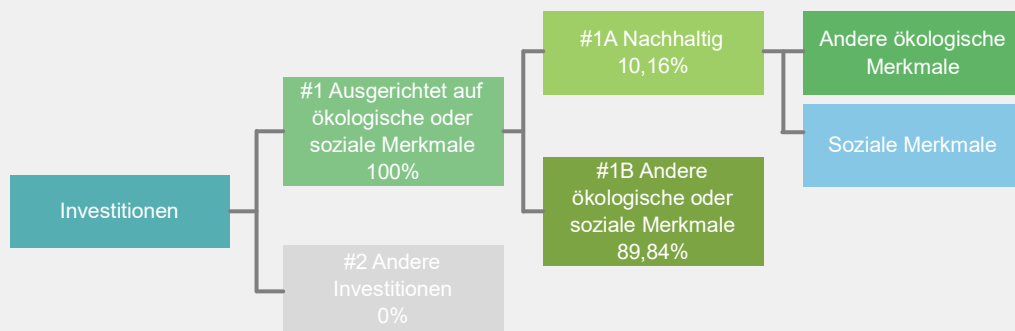 Investitionen
#1 Ausgerichtet auf
ökologische oder
soziale Merkmale
100%
#2 Andere
Investitionen
0%
#1A Nachhaltig
10,16%
#1B Andere
ökologische oder
soziale Merkmale
89,84%
Andere ökologische
Merkmale
Soziale Merkmale